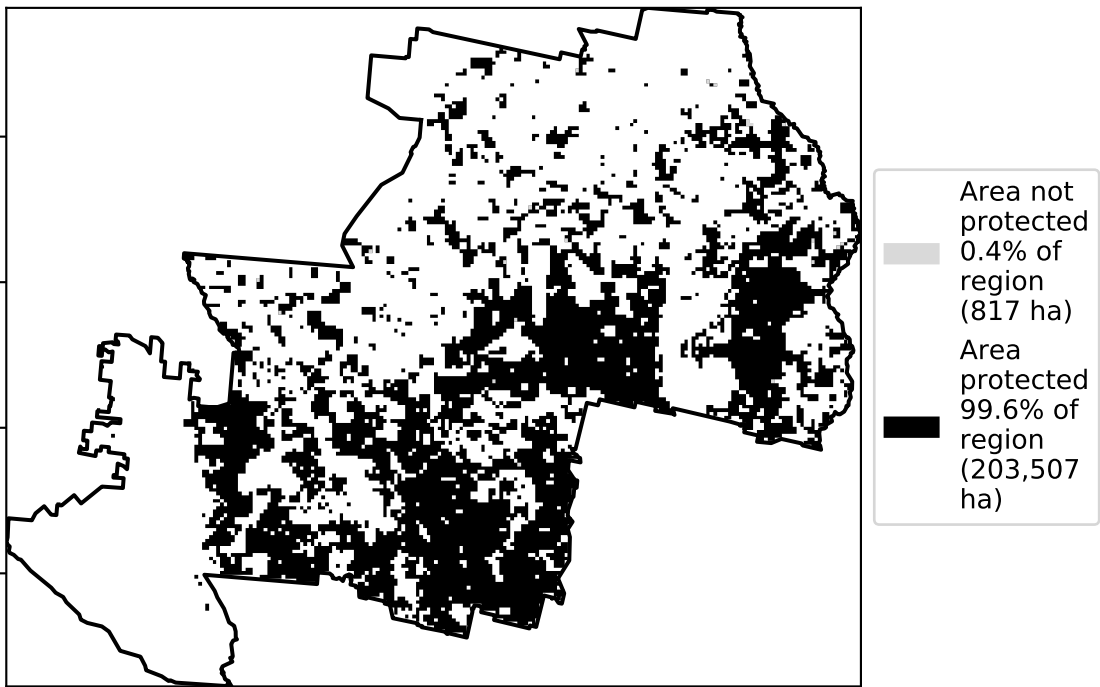 Area not
protected
0.4% of
region
(817 ha)
Area
protected
99.6% of
region
(203,507
ha)